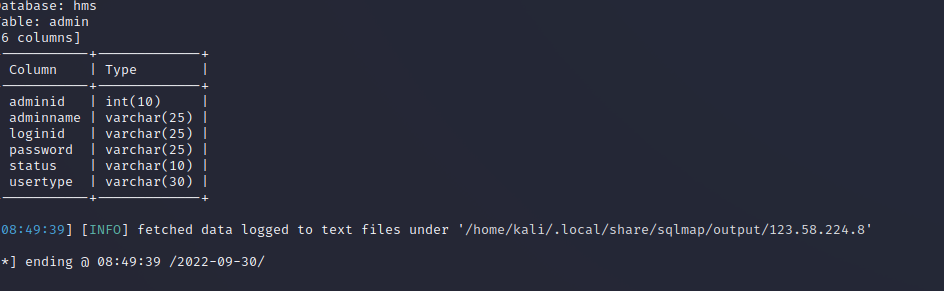 atabase: hms
able: admin
6 columns]
-----------+-------------+
Column | Type |
-----------+-------------+
adminid | int(10) |
adminname | varchar(25) |
loginid | varchar(25) |
password | varchar(25) |
status | varchar(10) |
usertype | varchar(30) |
-----------+-------------+
08:49:39] [INFO] fetched data logged to text files under '/home/kali/.local/share/sqlmap/output/123.58.224.8'
*] ending @ 08:49:39 /2022-09-30/